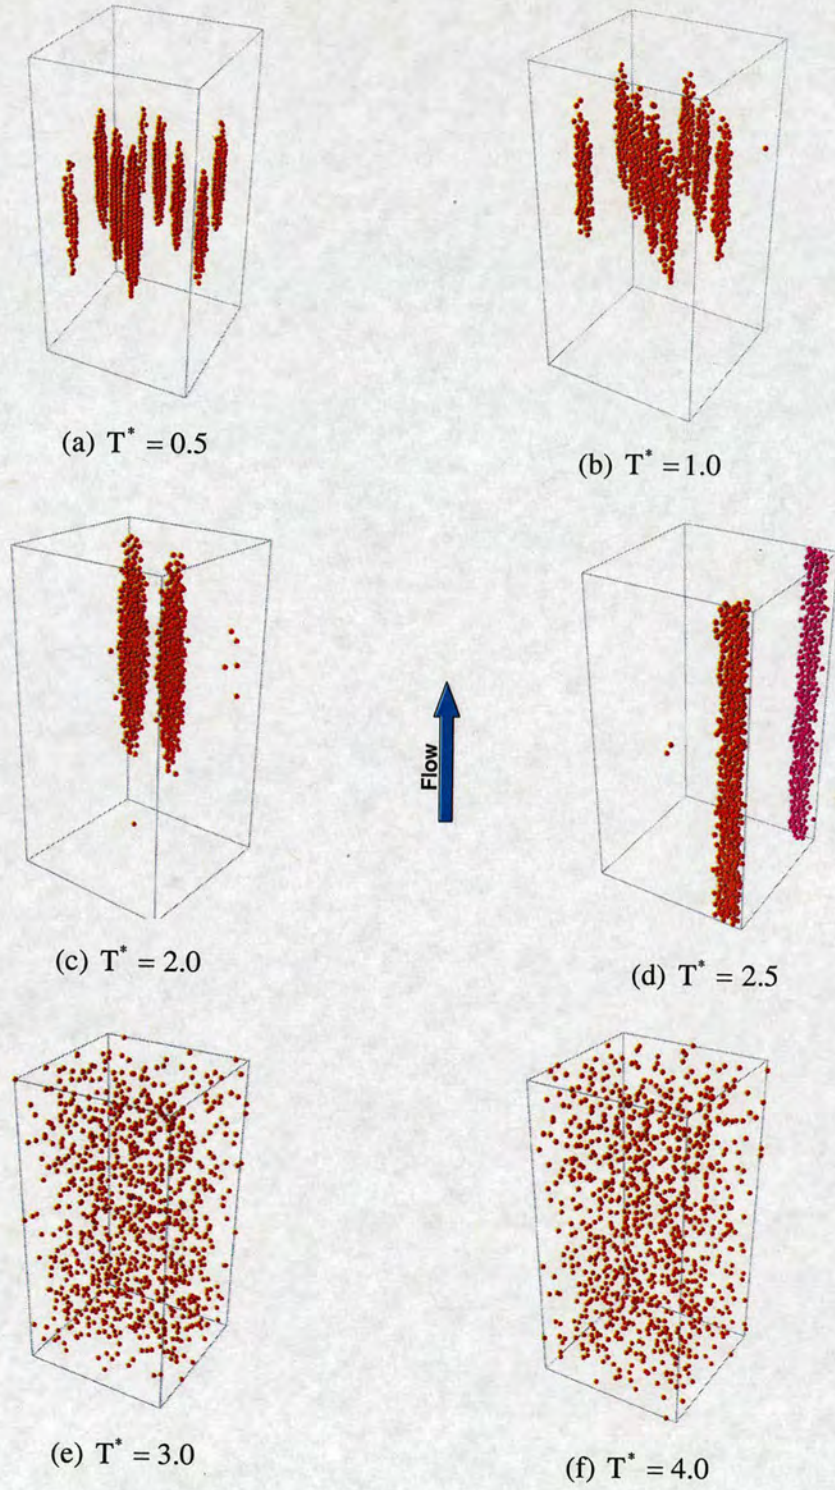 (a) T* = 0.5
(b) T* = 1.0
Flow
(c) T* = 2.0
(d) T* = 2.5
(e) T* = 3.0
(f) T* = 4.0